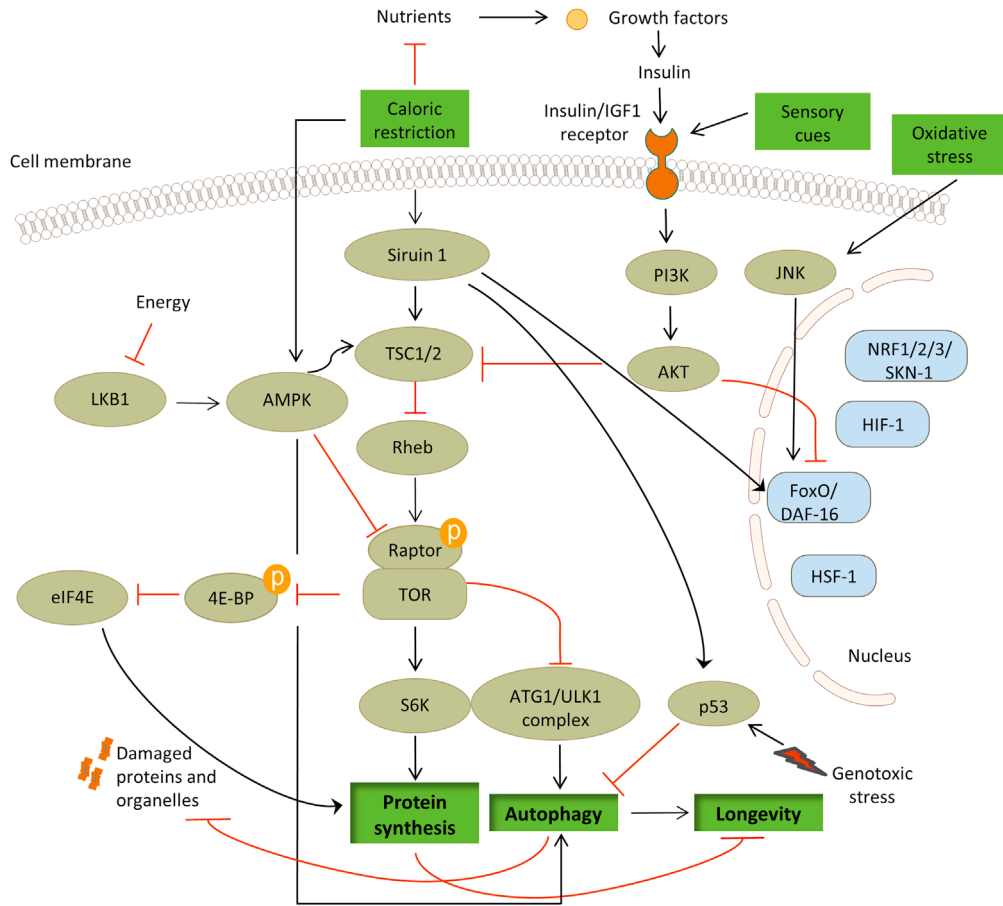 Nutrients
Growth factors
Insulin
Caloric
restriction
Insulin/IGF1
receptor
Sensory
cues
Oxidative
stress
Cell membrane
Siruin 1
PI3K
JNK
Energy
TSC1/2
AKT
NRF1/2/3/
SKN-1
LKB1
AMPK
HIF-1
Rheb
FoxO/
DAF-16
Raptor
p
TOR
eIF4E
4E-BP
p
HSF-1
Nucleus
S6K
ATG1/ULK1
complex
p53
Damaged
proteins and
organelles
Genotoxic
stress
Protein
synthesis
Autophagy
Longevity